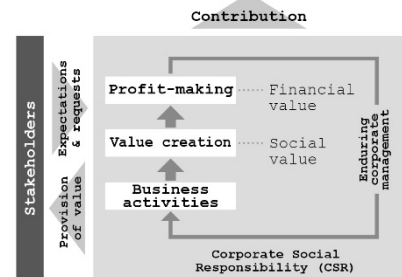 Contribution
Stakeholders
Expectations
& requests
Provision
of value
Profit-making
Financial
value
Value creation
Social
value
Business
activities
Enduring
corporate
management
Corporate Social
Responsibility (CSR)